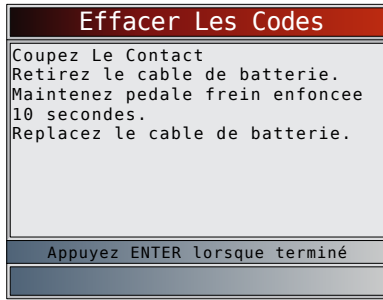 Effacer Les Codes
Coupez Le Contact
Retirez le cable de batterie.
Maintenez pedale frein enfoncee
10 secondes.
Replacez le cable de batterie.
Appuyez ENTER lorsque terminé